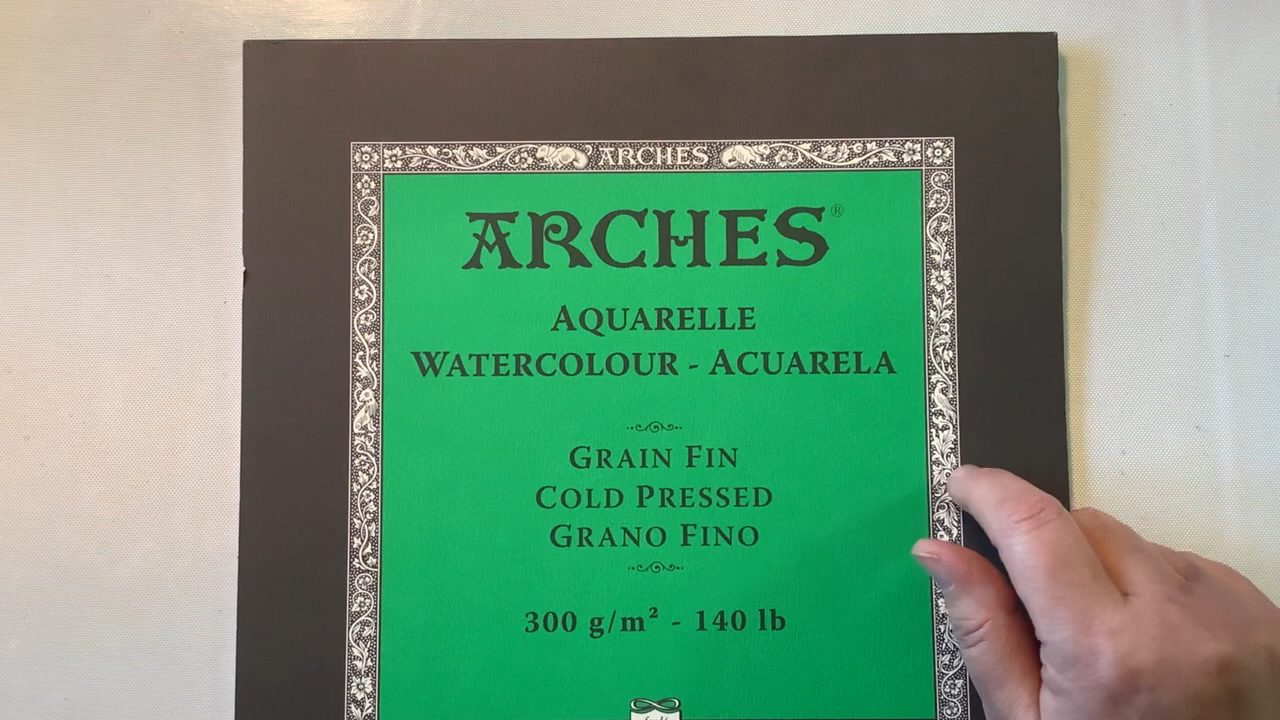 ARCHES
ARCHES®
AQUARELLE
WATERCOLOUR - ACUARELA
GRAIN FIN
COLD PRESSED
GRANO FINO
300 g/m² - 140 lb